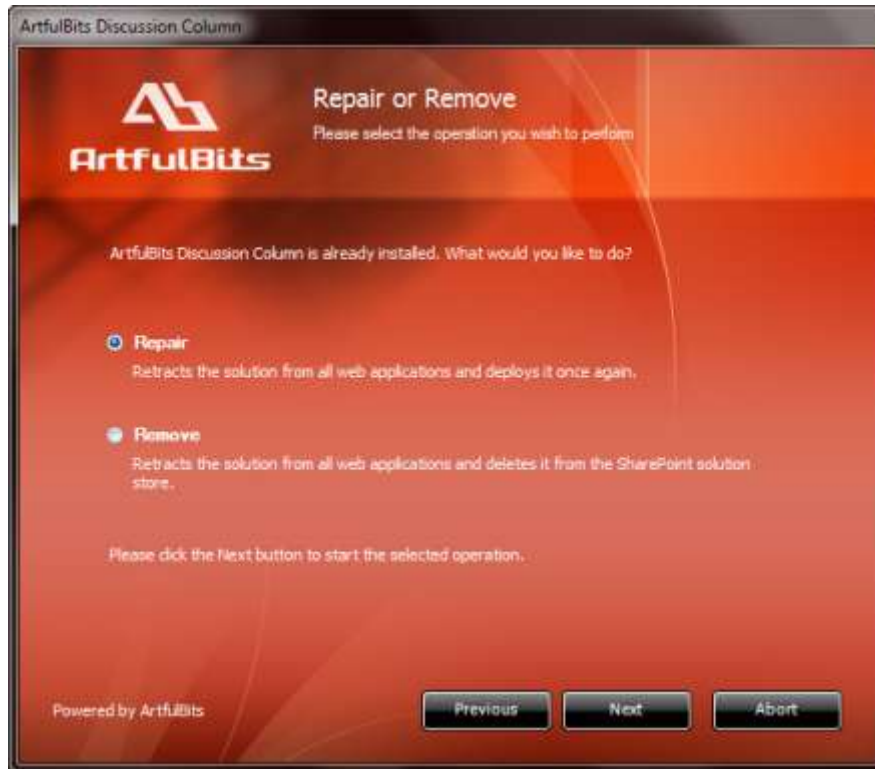 ArtfulBits Discussion Column
Repair or Remove
Please select the operation you wish to perform
ArtfulBits
ArtfulBits Discussion Column is already installed. What would you like to do?
Repair
Retracts the solution from all web applications and deploys it once again.
Remove
Retracts the solution from all web applications and deletes it from the SharePoint solution
store.
Please click the Next button to start the selected operation.
Powered by ArtfulBits
Previous
Next
Abort